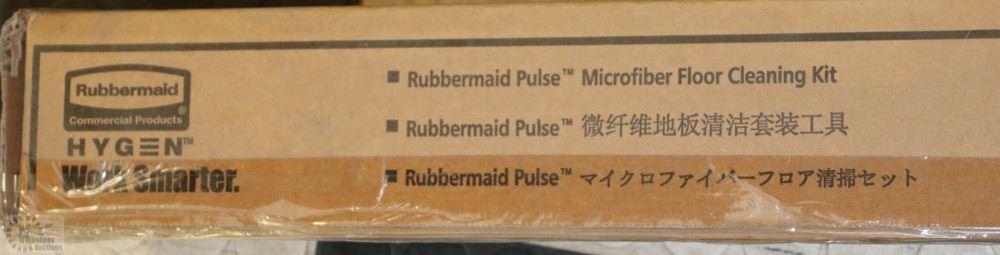 Rubbermaid
Commercial Products®
HYGEN™
Work Smarter.
■ Rubbermaid Pulse™ Microfiber Floor Cleaning Kit
■ Rubbermaid Pulse™ 微纤维地板清洁套装工具
■ Rubbermaid Pulse™ マイクロファイバーフロア清掃セット
Kastner
Auctions